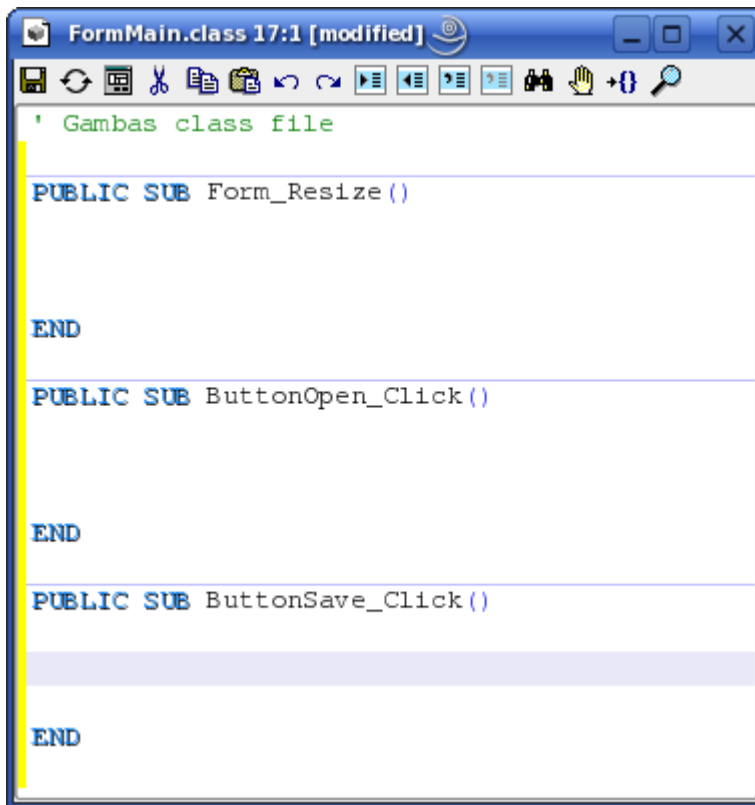 FormMain.class 17:1 [modified]
' Gambas class file
PUBLIC SUB Form_Resize()
END
PUBLIC SUB ButtonOpen_Click()
END
PUBLIC SUB ButtonSave_Click()
END